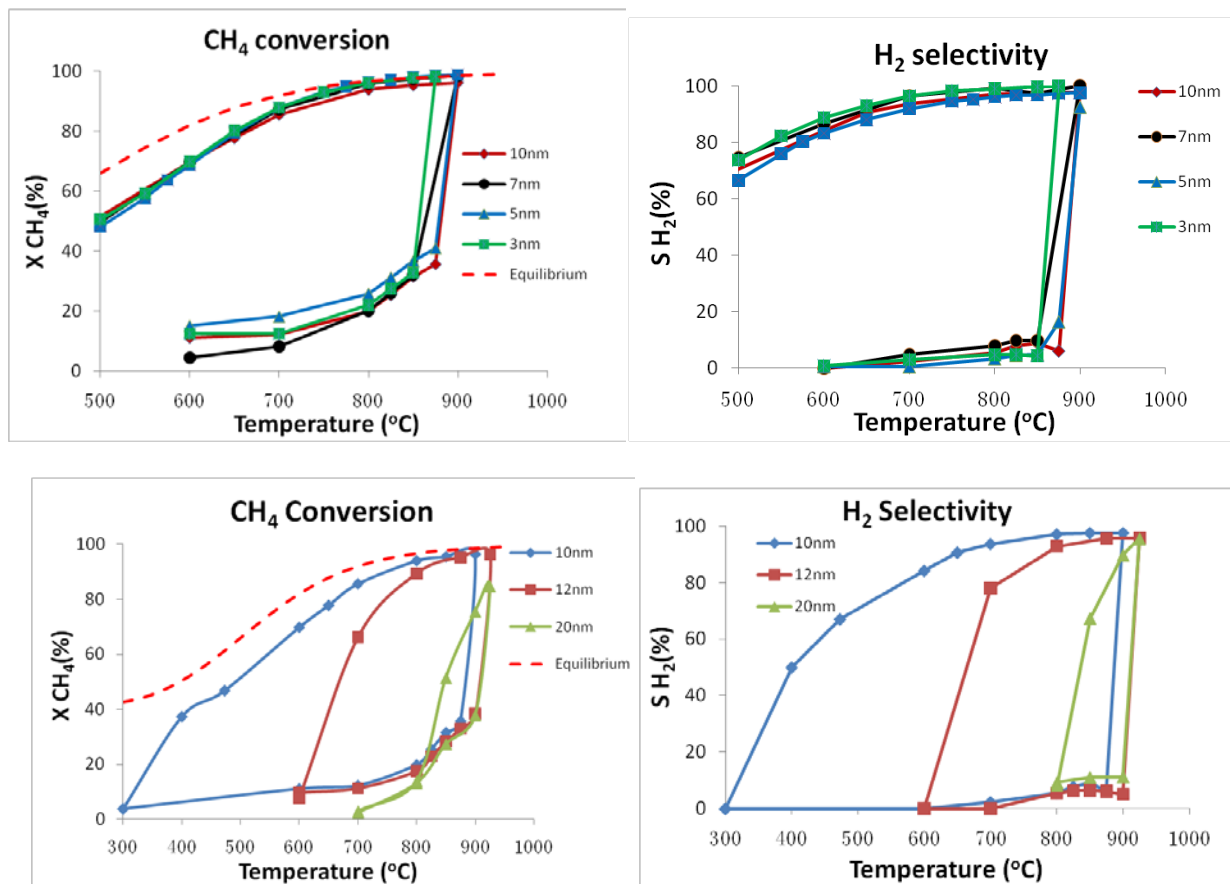 CH₄ conversion
100
80
60
40
20
0
X CH₄(%)
500 600 700 800 900 1000
Temperature (°C)
10nm
7nm
5nm
3nm
Equilibrium
H₂ selectivity
100
80
60
40
20
0
S H₂(%)
500 600 700 800 900 1000
Temperature (°C)
10nm
7nm
5nm
3nm
CH₄ Conversion
100
80
60
40
20
0
X CH₄(%)
300 400 500 600 700 800 900 1000
Temperature (°C)
10nm
12nm
20nm
Equilibrium
H₂ Selectivity
100
80
60
40
20
0
S H₂(%)
300 400 500 600 700 800 900 1000
Temperature (°C)
10nm
12nm
20nm